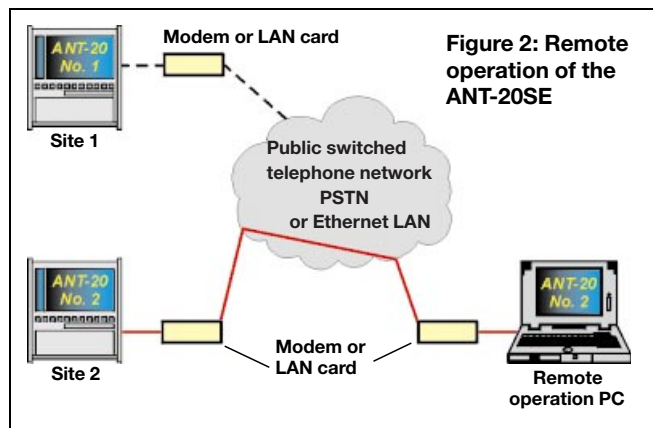 Modem or LAN card
Figure 2: Remote
operation of the
ANT-20SE
ANT-20
No. 1
Site 1
Public switched
telephone network
PSTN
or Ethernet LAN
ANT-20
No. 2
Site 2
Modem or
LAN card
ANT-20
No. 2
Remote
operation PC